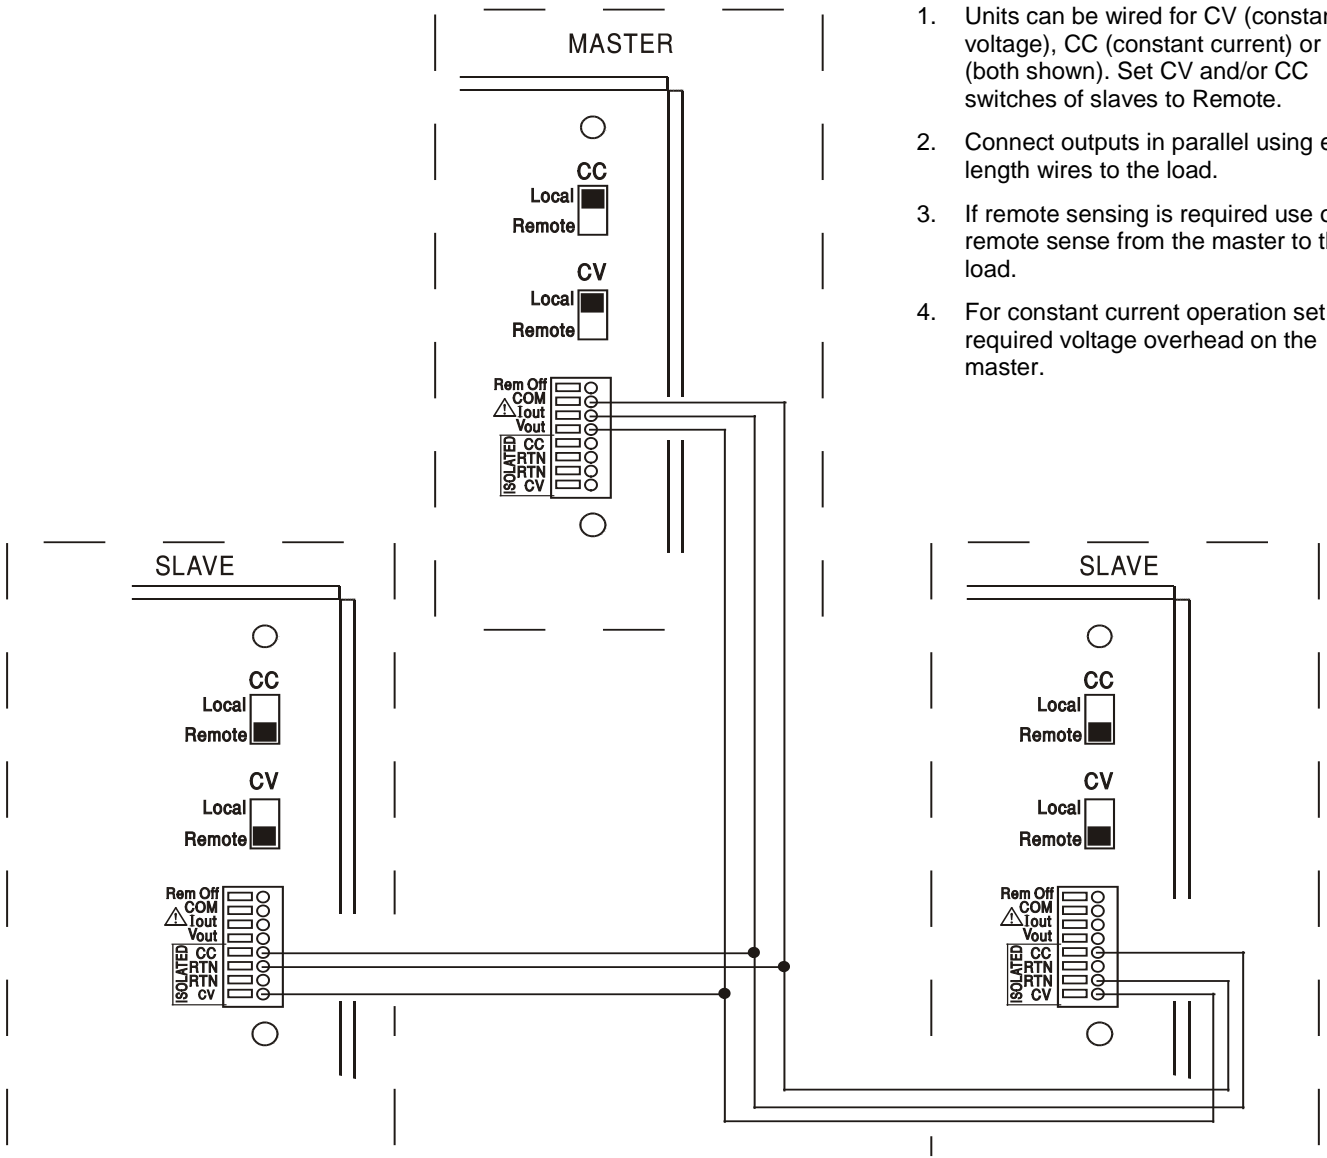 MASTER
CC
Local
Remote
CV
Local
Remote
Rem Off
COM
Iout
Vout
ISOLATED
CC
RTN
RTN
CV
1. Units can be wired for CV (constan
voltage), CC (constant current) or
(both shown). Set CV and/or CC
switches of slaves to Remote.
2. Connect outputs in parallel using e
length wires to the load.
3. If remote sensing is required use o
remote sense from the master to th
load.
4. For constant current operation set
required voltage overhead on the
master.
SLAVE
CC
Local
Remote
CV
Local
Remote
Rem Off
COM
Iout
Vout
ISOLATED
CC
RTN
RTN
CV
SLAVE
CC
Local
Remote
CV
Local
Remote
Rem Off
COM
Iout
Vout
ISOLATED
CC
RTN
RTN
CV